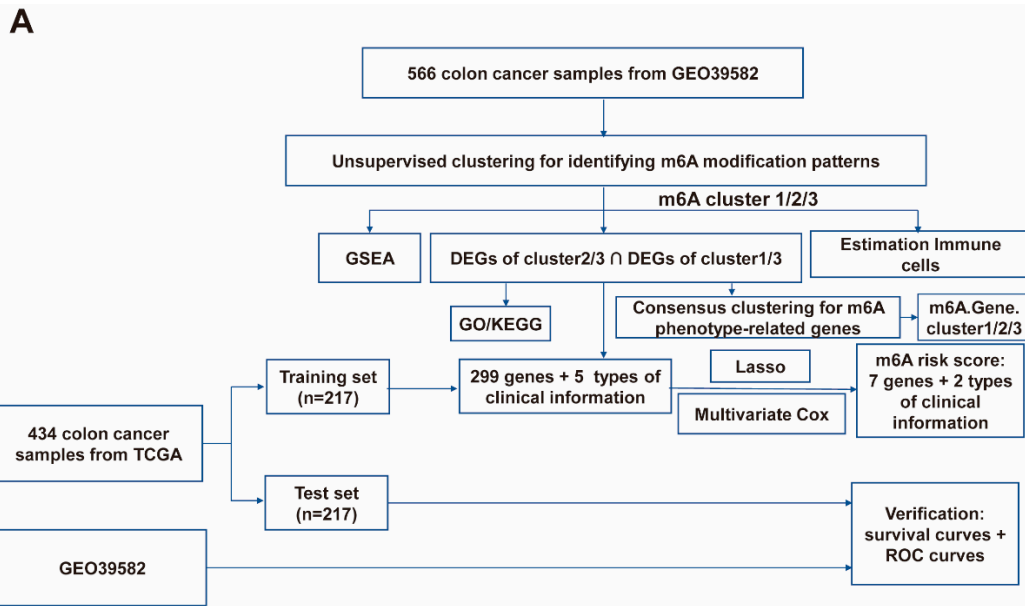 A
566 colon cancer samples from GEO39582
Unsupervised clustering for identifying m6A modification patterns
m6A cluster 1/2/3
GSEA
DEGs of cluster2/3 ∩ DEGs of cluster1/3
Estimation Immune
cells
GO/KEGG
Consensus clustering for m6A
phenotype-related genes
m6A.Gene.
cluster1/2/3
Training set
(n=217)
299 genes + 5 types of
clinical information
Lasso
Multivariate Cox
m6A risk score:
7 genes + 2 types
of clinical
information
434 colon cancer
samples from TCGA
Test set
(n=217)
Verification:
survival curves +
ROC curves
GEO39582